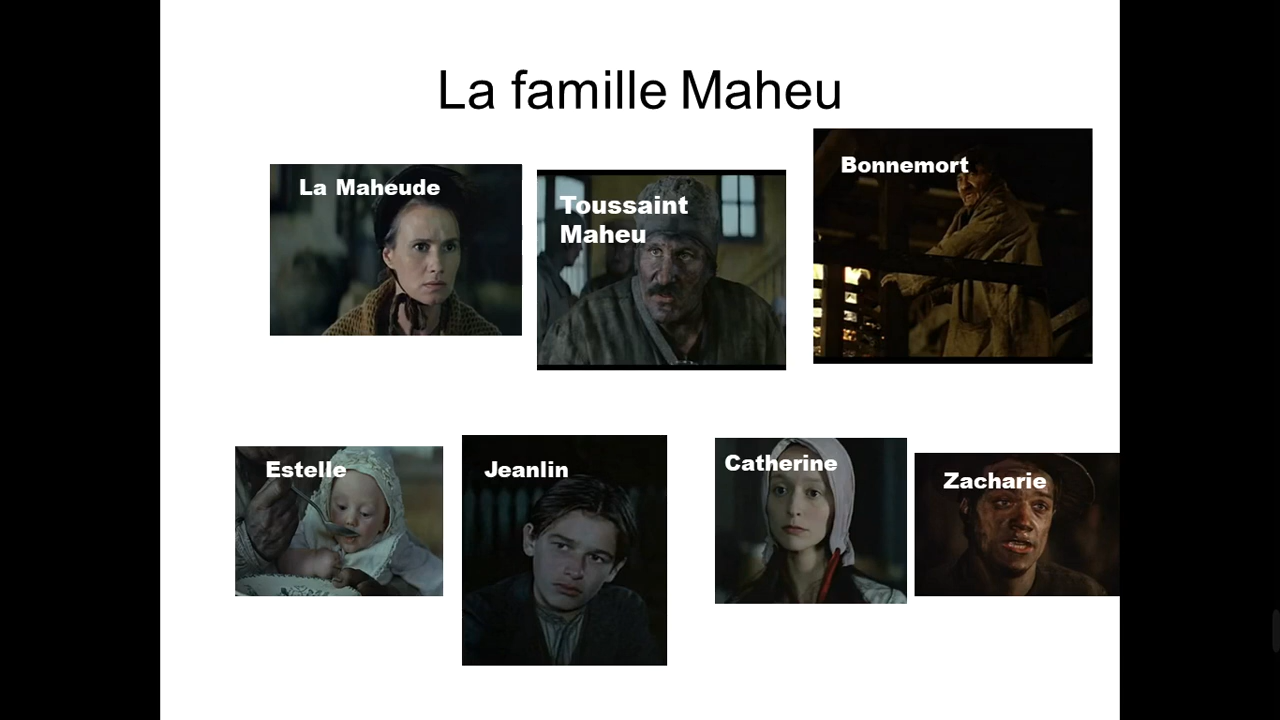 La famille Maheu
La Maheude
Toussaint
Maheu
Bonnemort
Estelle
Jeanlin
Catherine
Zacharie